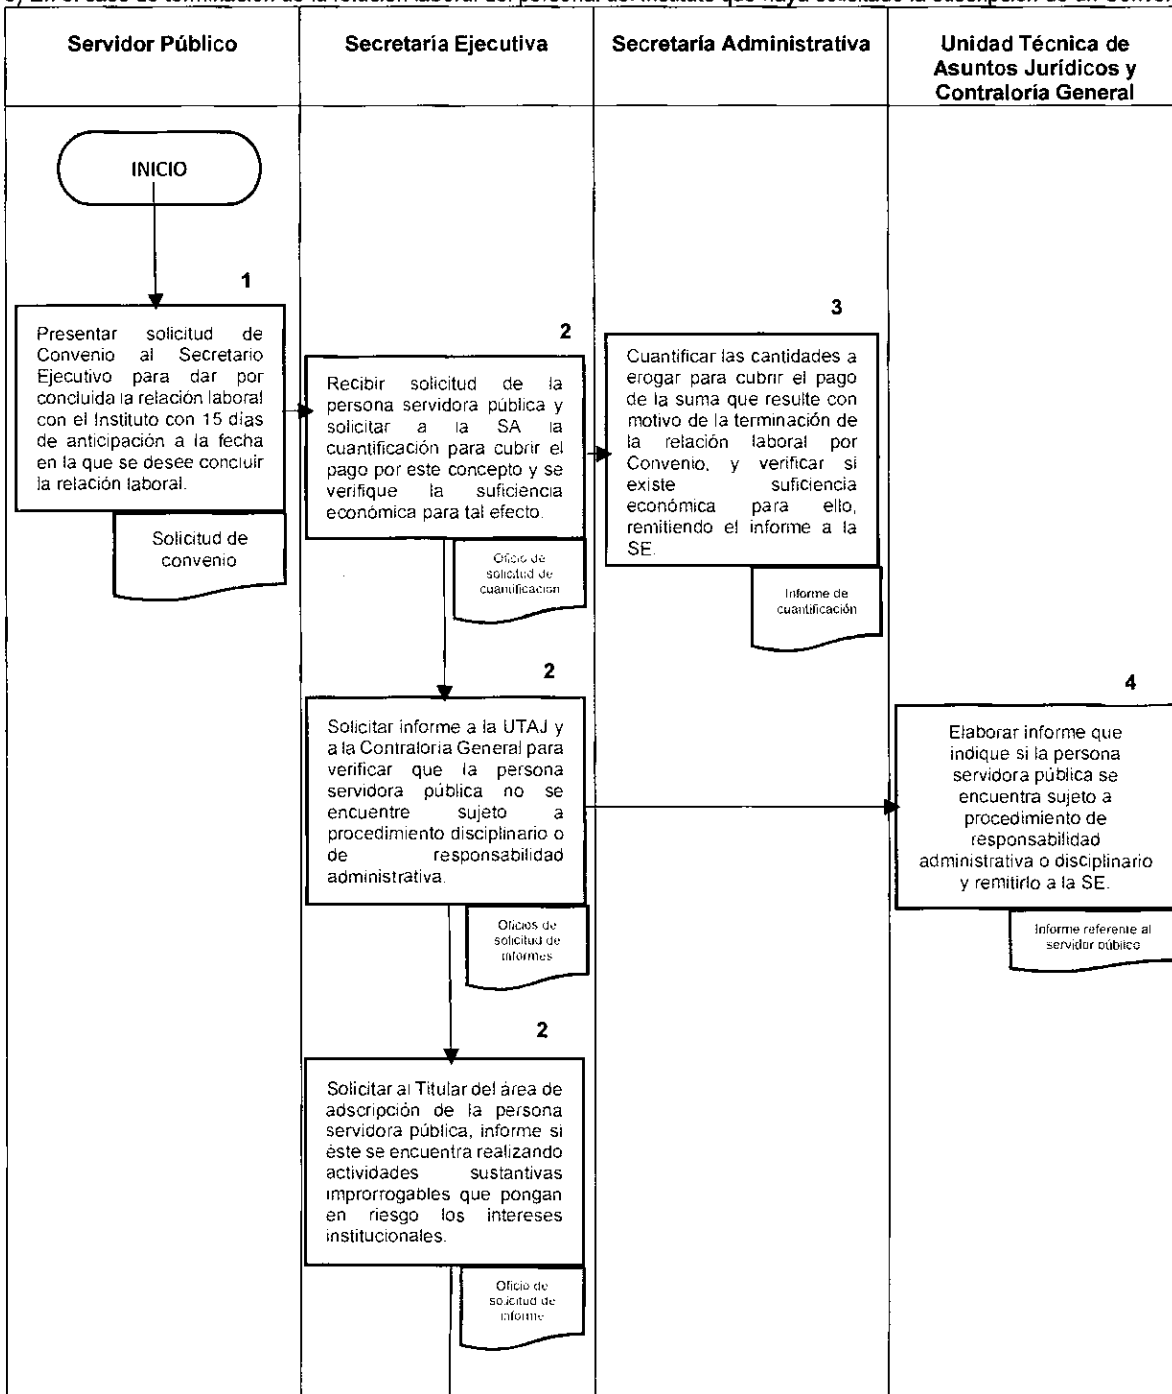 En el caso de terminación de la relación laboral del personal del Instituto que haya solicitado la suscripción de un
Servidor Público
Secretaría Ejecutiva
Secretaría Administrativa
Unidad Técnica de
Asuntos Jurídicos y
Contraloría General
INICIO
1
Presentar solicitud de
Convenio al Secretario
Ejecutivo para dar por
concluida la relación laboral
con el Instituto con 15 días
de anticipación a la fecha
en la que se desee concluir
la relación laboral.
Solicitud de
convenio
2
Recibir solicitud de la
persona servidora pública y
solicitar a la SA la
cuantificación para cubrir el
pago por este concepto y se
verifique la suficiencia
económica para tal efecto.
Oficio de
solicitud de
cuantificación
3
Cuantificar las cantidades a
erogar para cubrir el pago
de la suma que resulte con
motivo de la terminación de
la relación laboral por
Convenio, y verificar si
existe suficiencia
económica para ello,
remitiendo el informe a la
SE.
Informe de
cuantificación
2
Solicitar informe a la UTAJ y
a la Contraloría General para
verificar que la persona
servidora pública no se
encuentre sujeto a
procedimiento disciplinario o
de responsabilidad
administrativa.
Oficios de
solicitud de
informes
4
Elaborar informe que
indique si la persona
servidora pública se
encuentra sujeto a
procedimiento de
responsabilidad
administrativa o disciplinario
y remitirlo a la SE.
Informe referente al
servidor público
2
Solicitar al Titular del área de
adscripción de la persona
servidora pública, informe si
éste se encuentra realizando
actividades sustantivas
improrrogables que pongan
en riesgo los intereses
institucionales.
Oficio de
solicitud de
informe